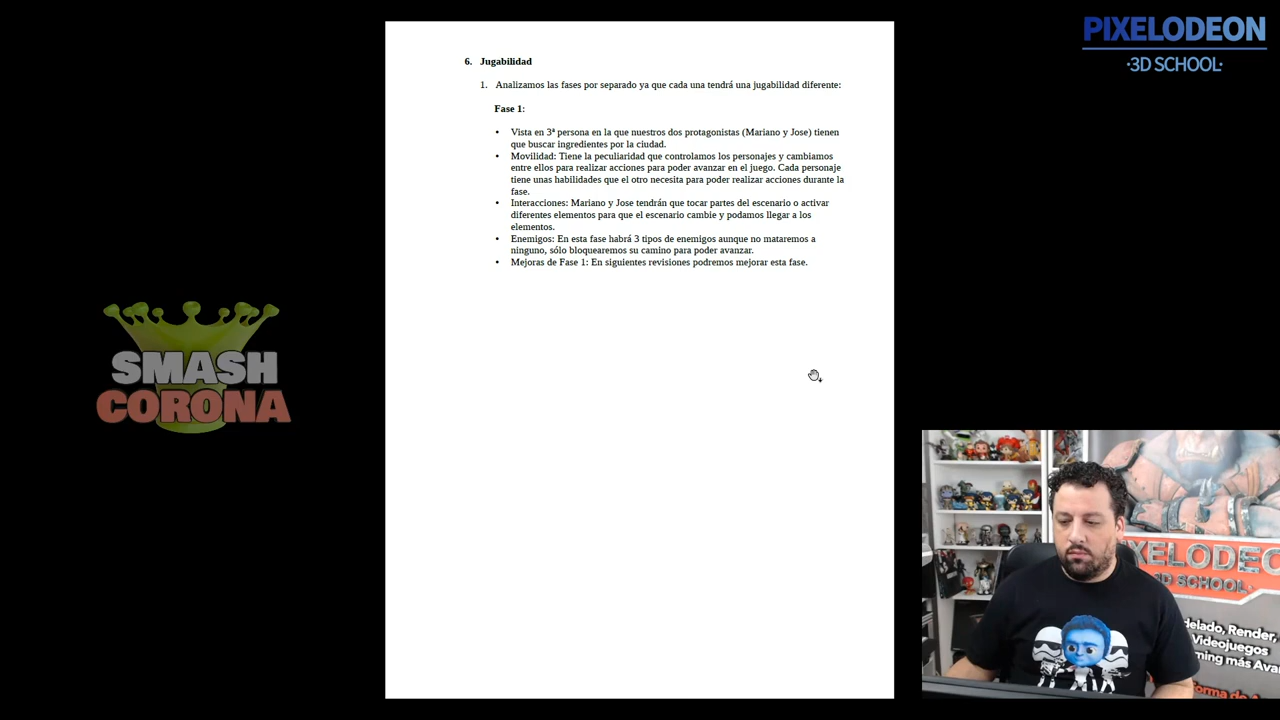 PIXELODEON
·3D SCHOOL·
6. Jugabilidad
1. Analizamos las fases por separado ya que cada una tendrá una jugabilidad diferente:
Fase 1:
• Vista en 3ª persona en la que nuestros dos protagonistas (Mariano y Jose) tienen
que buscar ingredientes por la ciudad.
• Movilidad: Tiene la peculiaridad que controlamos los personajes y cambiamos
entre ellos para realizar acciones para poder avanzar en el juego. Cada personaje
tiene unas habilidades que el otro necesita para poder realizar acciones durante la
fase.
• Interacciones: Mariano y Jose tendrán que tocar partes del escenario o activar
diferentes elementos para que el escenario cambie y podamos llegar a los
elementos.
• Enemigos: En esta fase habrá 3 tipos de enemigos aunque no mataremos a
ninguno, sólo bloquearemos su camino para poder avanzar.
• Mejoras de Fase 1: En siguientes revisiones podremos mejorar esta fase.
SMASH
CORONA
XELODEO
3D SCHOOL·
delado, Render,
Videojuegos
ming más Ava